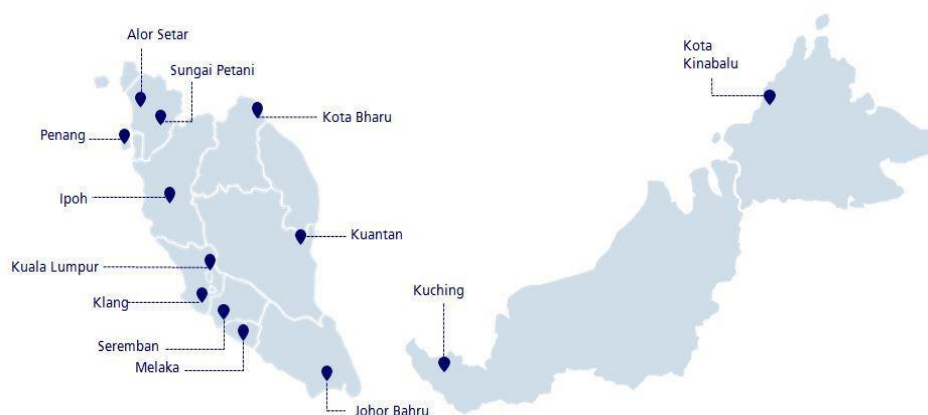 Alor Setar
Sungai Petani
Kota Bharu
Penang
Ipoh
Kuantan
Kuala Lumpur
Klang
Seremban
Melaka
Johor Bahru
Kuching
Kota
Kinabalu